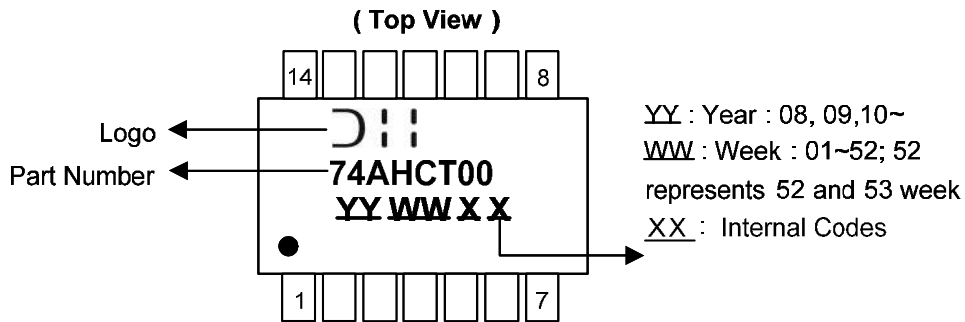 ( Top View )
14
8
Logo
Part Number
74AHCT00
YY WW X X
1
7
YY : Year : 08, 09,10~
WW : Week : 01~52; 52
represents 52 and 53 week
XX : Internal Codes